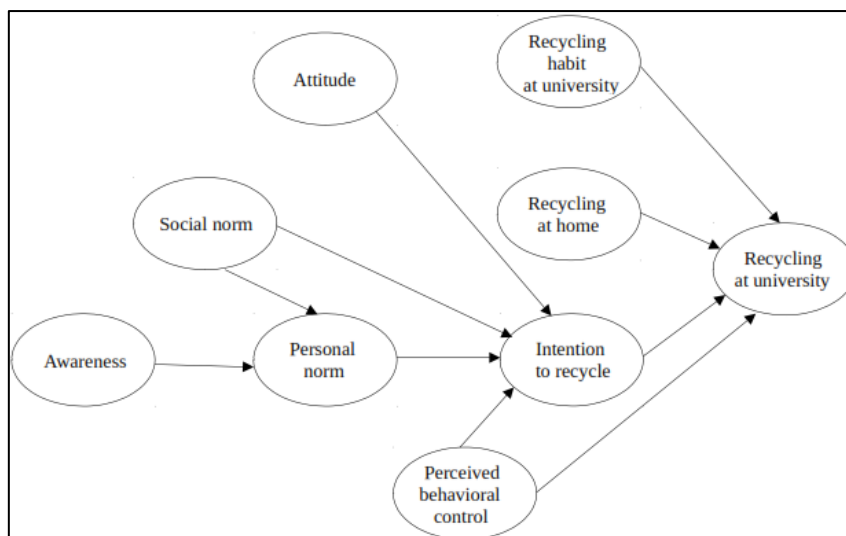 Recycling
habit
at university
Attitude
Recycling
at home
Social norm
Recycling
at university
Awareness
Personal
norm
Intention
to recycle
Perceived
behavioral
control